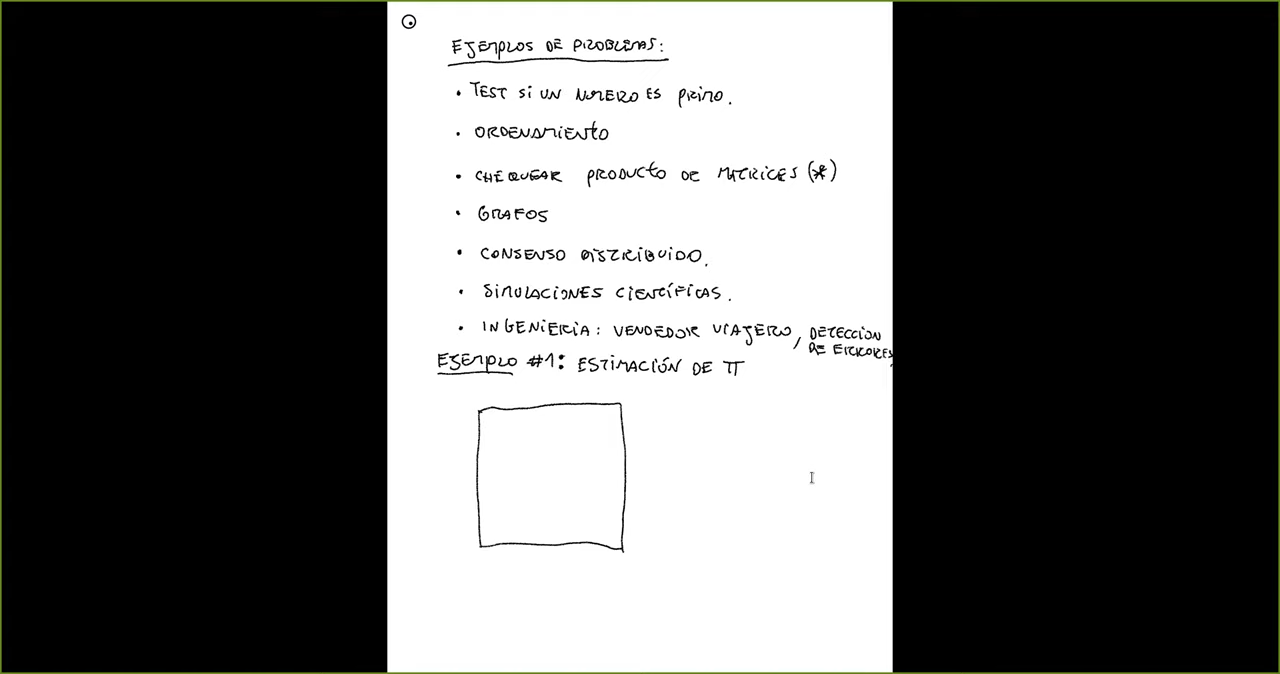 EJEMPLOS DE PROBLEMAS:
• TEST SI UN NUMERO ES PRIMO.
• ORDENAMIENTO
• CHEQUEAR PRODUCTO DE MATRICES (*)
• GRAFOS
• CONSENSO DISTRIBUIDO.
• SIMULACIONES CIENTÍFICAS.
• INGENIERIA: VENDEDOR VIAJERO, DETECCION
DE ERRORES.
EJEMPLO #1: ESTIMACIÓN DE π